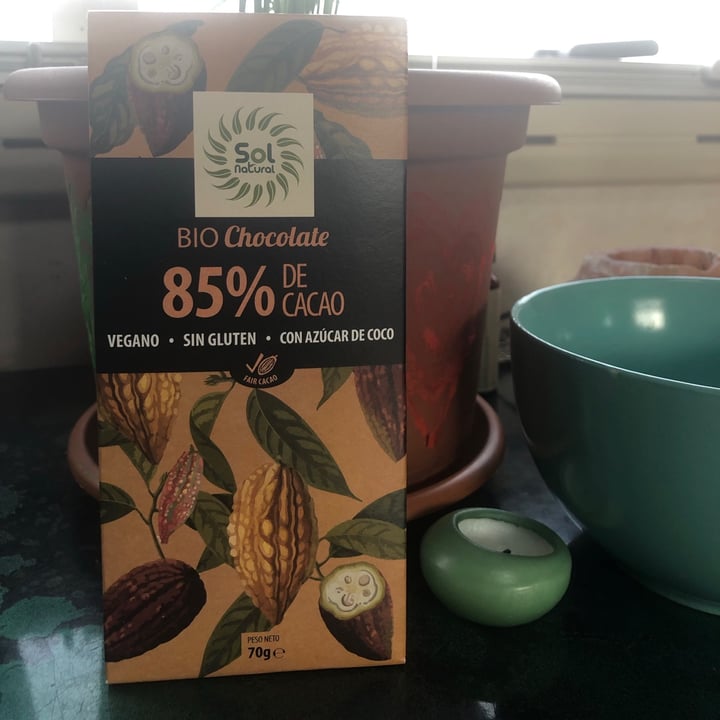 Sol
Natural
BIO Chocolate
85% DE CACAO
VEGANO • SIN GLUTEN • CON AZÚCAR DE COCO
FAIR CACAO
PESO NETO
70g ℮